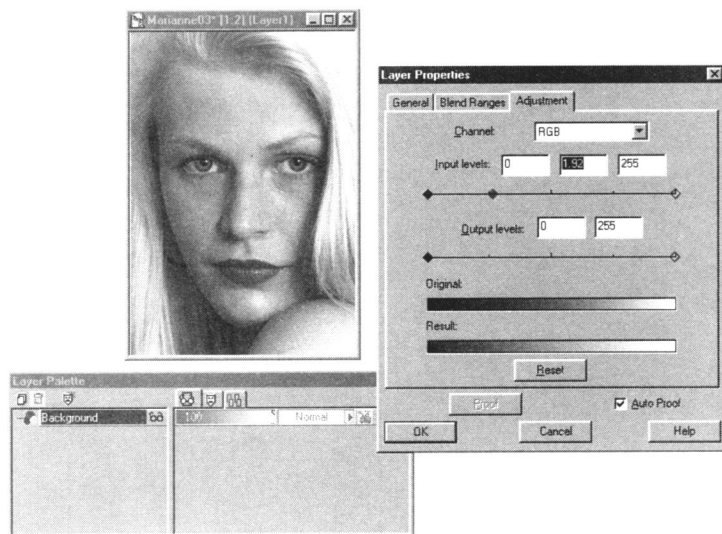 Marianne03* [1:2] (Layer1)
Layer Properties
General
Blend Ranges
Adjustment
Channel:
RGB
Input levels:
0
1.92
255
Output levels:
0
255
Original:
Result:
Reset
Proof
Auto Proof
OK
Cancel
Help
Layer Palette
Background
100
Normal